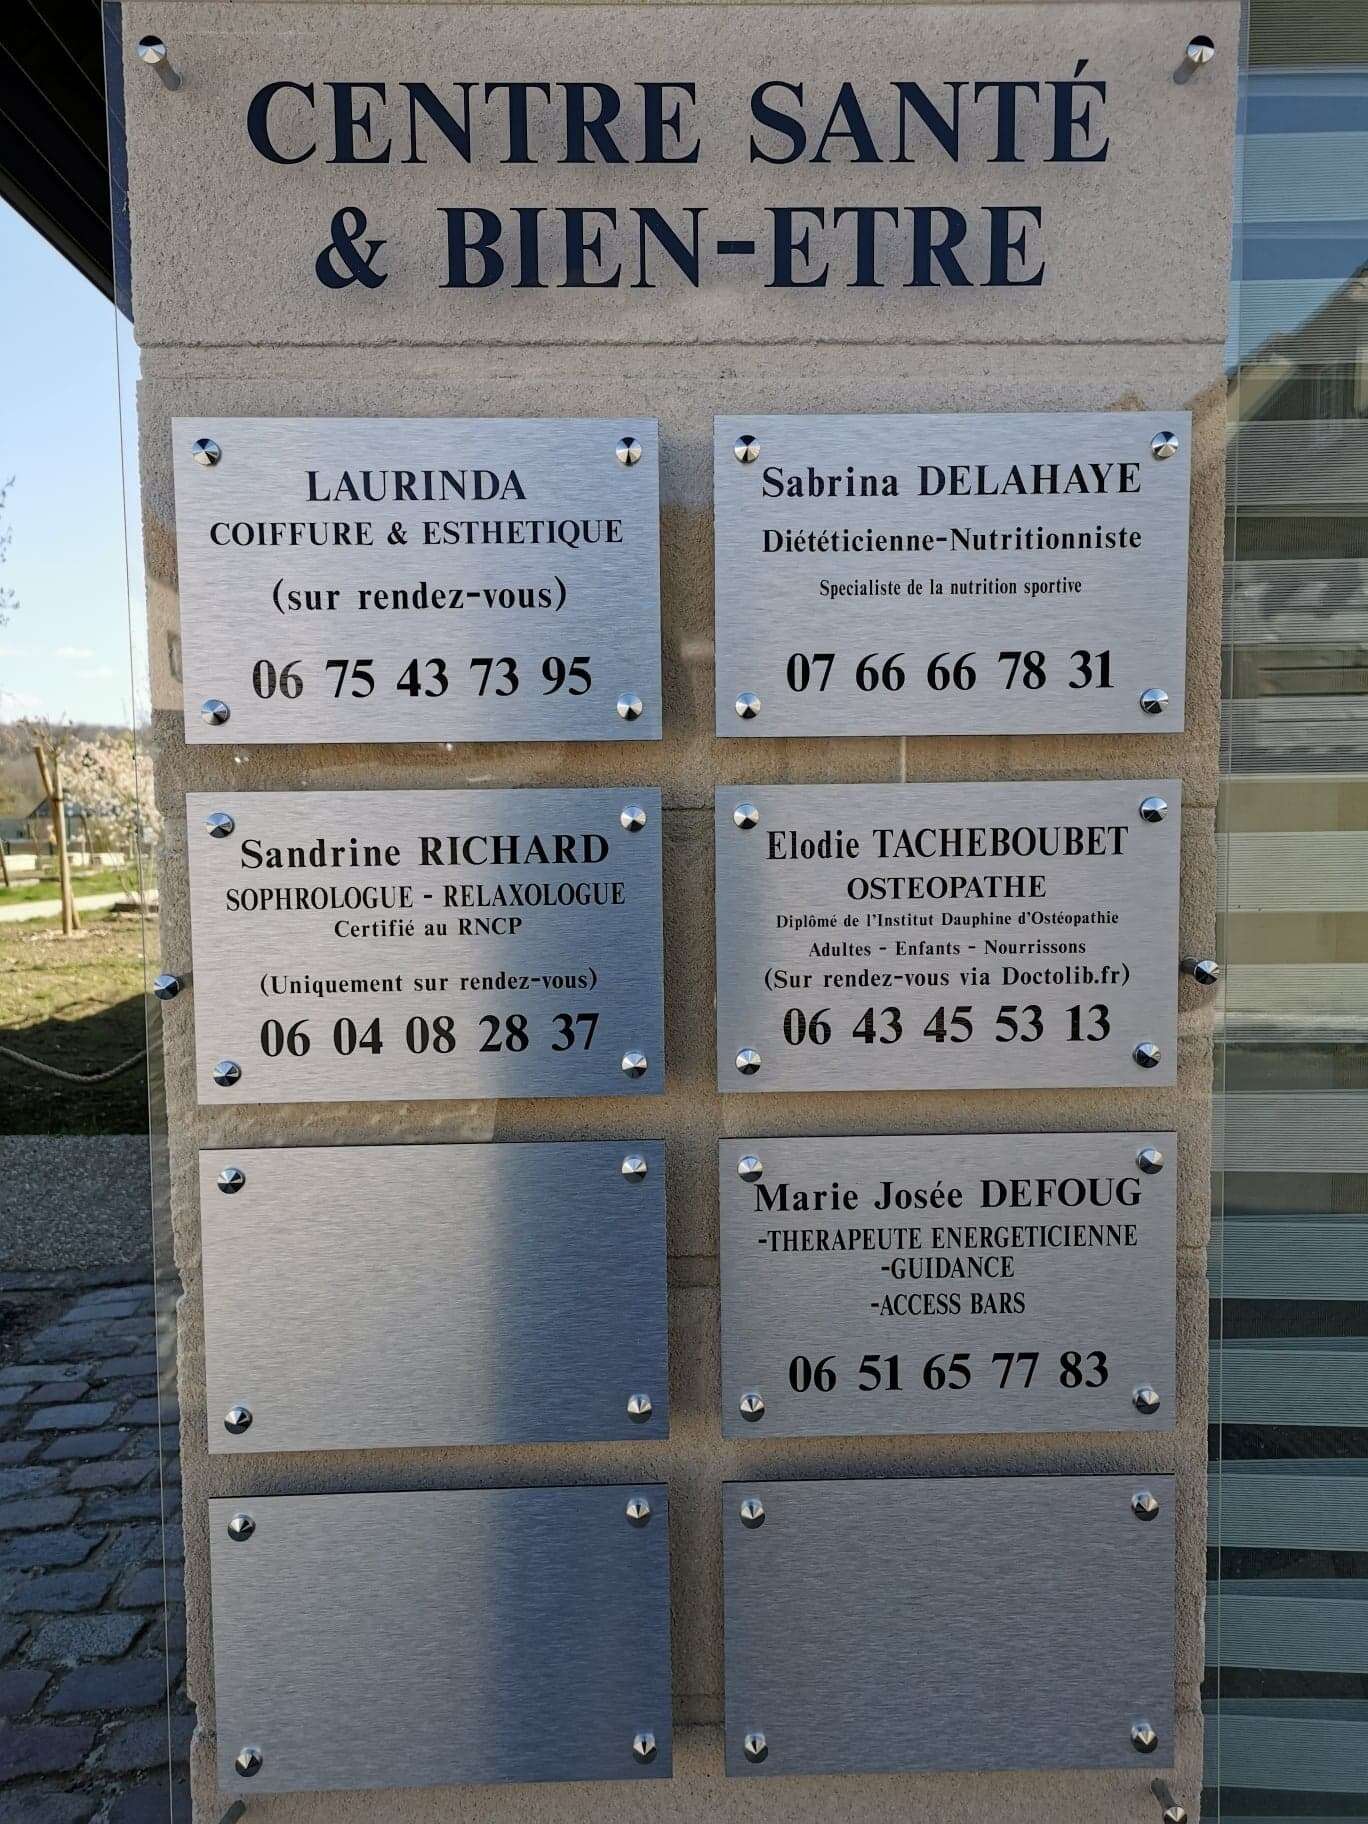 CENTRE SANTÉ
& BIEN-ETRE
LAURINDA
COIFFURE & ESTHETIQUE
(sur rendez-vous)
06 75 43 73 95
Sabrina DELAHAYE
Diététicienne-Nutritionniste
Specialiste de la nutrition sportive
07 66 66 78 31
Sandrine RICHARD
SOPHROLOGUE - RELAXOLOGUE
Certifié au RNCP
(Uniquement sur rendez-vous)
06 04 08 28 37
Elodie TACHEBOUBET
OSTEOPATHE
Diplômé de l'Institut Dauphine d'Ostéopathie
Adultes - Enfants - Nourrissons
(Sur rendez-vous via Doctolib.fr)
06 43 45 53 13
Marie Josée DEFOUG
-THERAPEUTE ENERGETICIENNE
-GUIDANCE
-ACCESS BARS
06 51 65 77 83